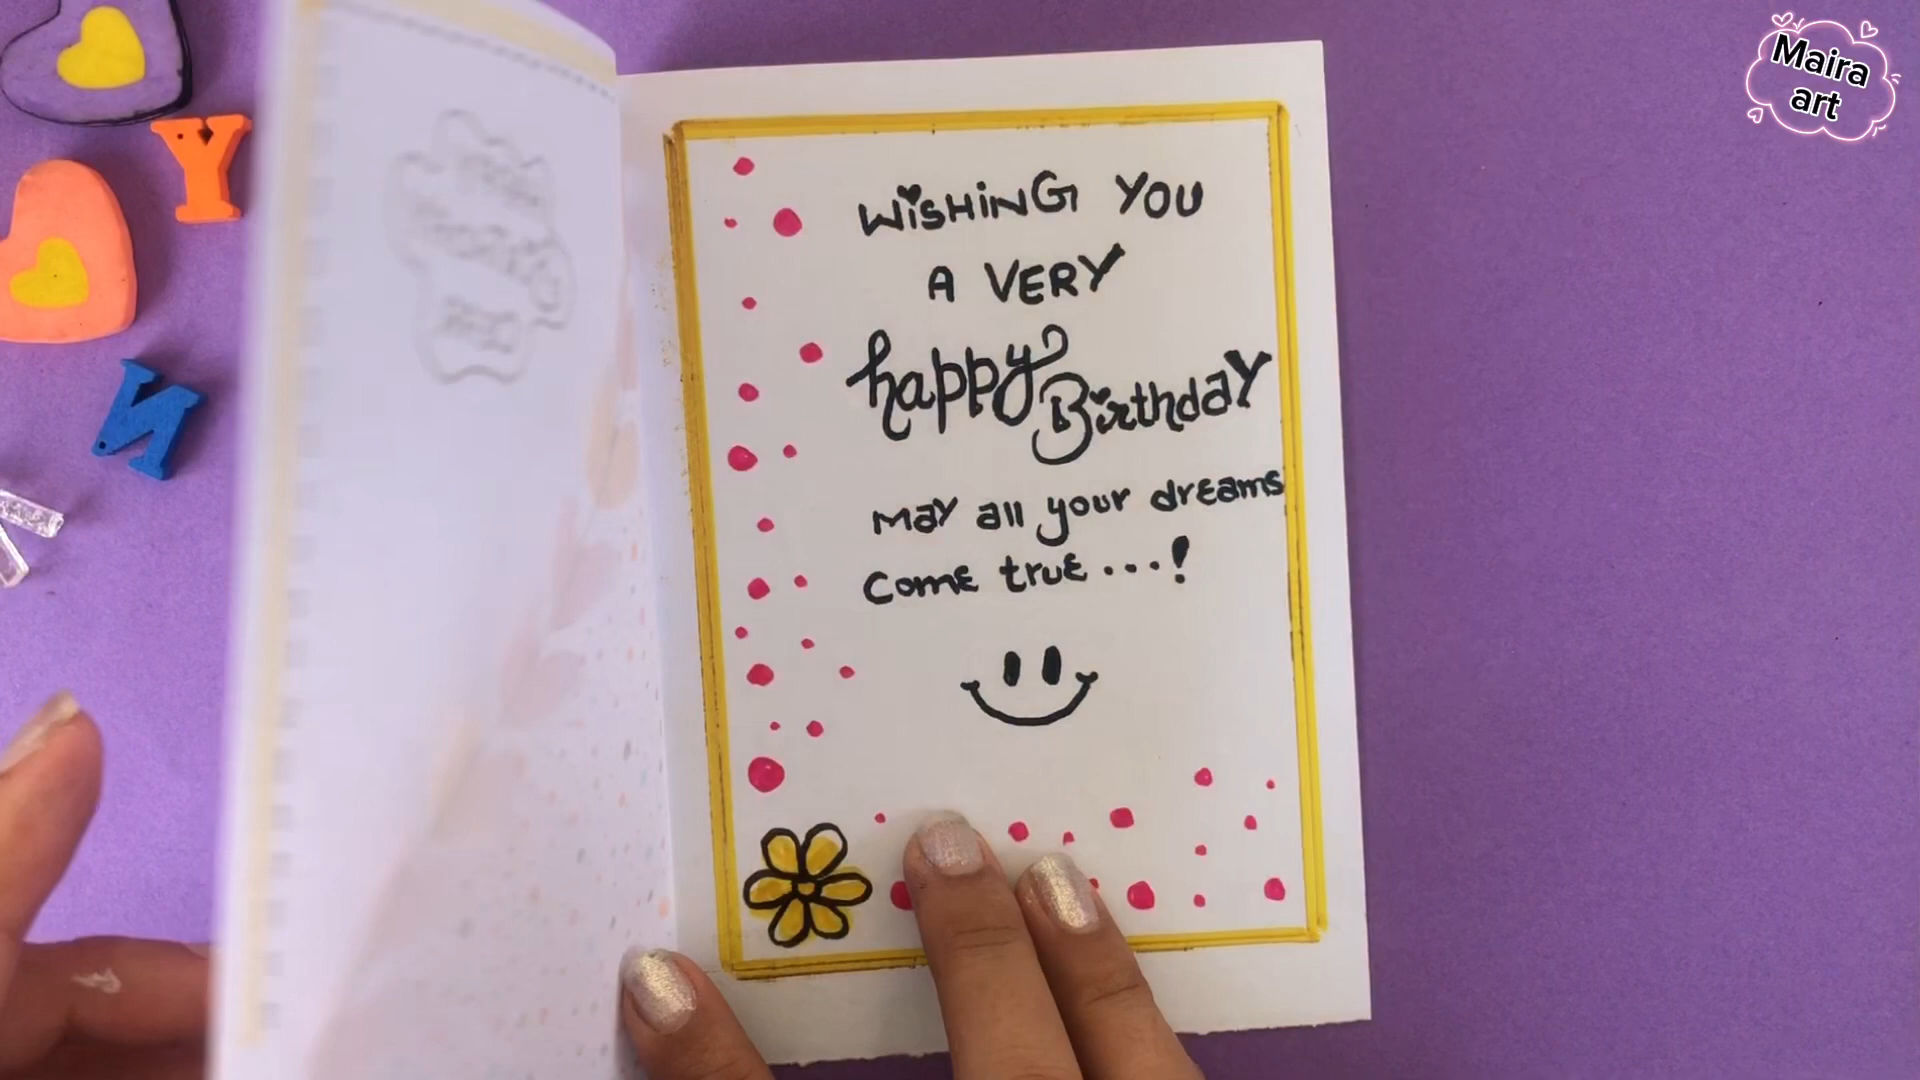 WiSHiNG YOU
A VERY
happy Birthday
MaY all your dreams
Come true...!
Maira
art
Y
N